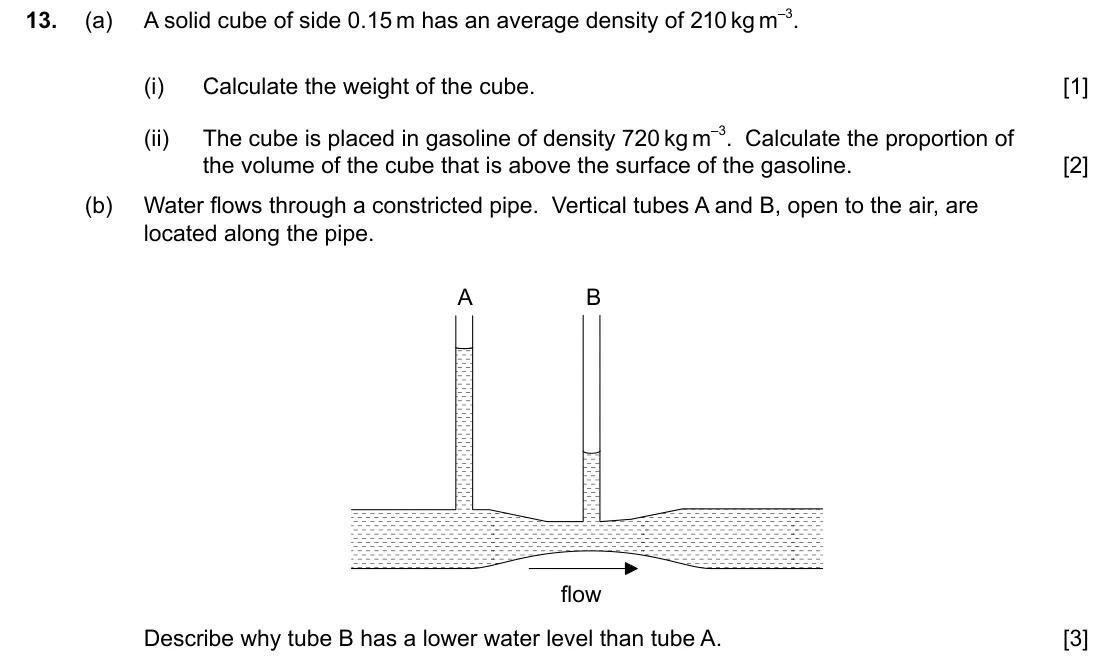 13. (a) A solid cube of side 0.15 m has an average density of 210 kg m⁻³.
(i) Calculate the weight of the cube. [1]
(ii) The cube is placed in gasoline of density 720 kg m⁻³. Calculate the proportion of
the volume of the cube that is above the surface of the gasoline. [2]
(b) Water flows through a constricted pipe. Vertical tubes A and B, open to the air, are
located along the pipe.
A B
flow
Describe why tube B has a lower water level than tube A. [3]